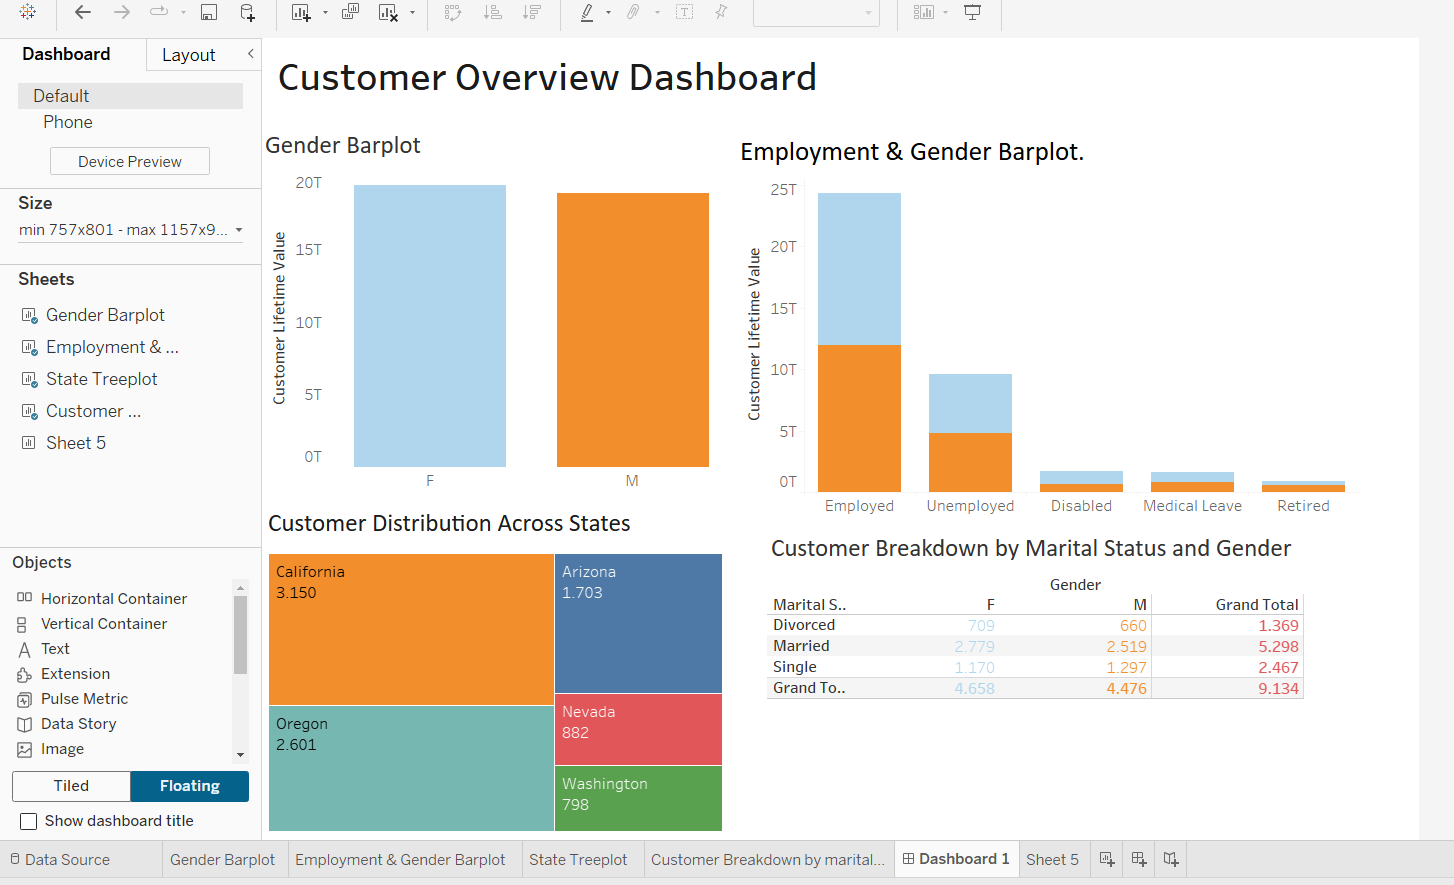 Dashboard
Layout
Default
Phone
Device Preview
Size
min 757x801 - max 1157x9...
Sheets
Gender Barplot
Employment & ...
State Treeplot
Customer ...
Sheet 5
Objects
Horizontal Container
Vertical Container
Text
Extension
Pulse Metric
Data Story
Image
Tiled
Floating
Show dashboard title
Customer Overview Dashboard
Gender Barplot
Customer Lifetime Value
20T
15T
10T
5T
0T
F
M
Employment & Gender Barplot.
Customer Lifetime Value
25T
20T
15T
10T
5T
0T
Employed
Unemployed
Disabled
Medical Leave
Retired
Customer Distribution Across States
California
3.150
Arizona
1.703
Oregon
2.601
Nevada
882
Washington
798
Customer Breakdown by Marital Status and Gender
Gender
Marital S.. F M Grand Total
Divorced 709 660 1.369
Married 2.779 2.519 5.298
Single 1.170 1.297 2.467
Grand To.. 4.658 4.476 9.134
Data Source
Gender Barplot
Employment & Gender Barplot
State Treeplot
Customer Breakdown by marital...
Dashboard 1
Sheet 5